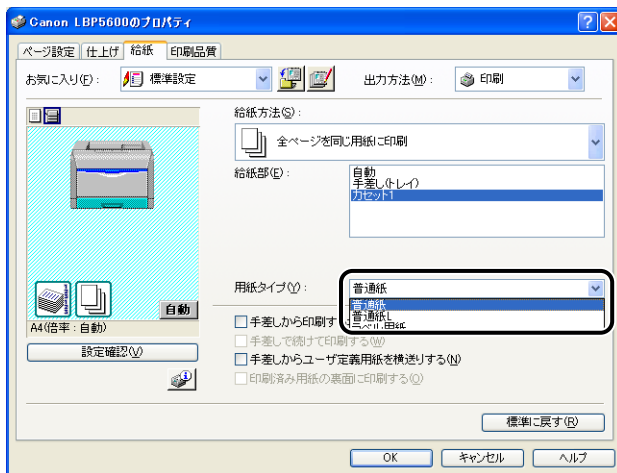 Canon LBP5600のプロパティ
ページ設定 仕上げ 給紙 印刷品質
お気に入り(F): 標準設定 出力方法(M): 印刷
給紙方法(S):
全ページを同じ用紙に印刷
給紙部(E): 自動
手差し(トレイ)
カセット1
用紙タイプ(Y): 普通紙
普通紙
普通紙L
ラベル用紙
自動
A4(倍率:自動)
設定確認(V)
手差しから印刷す
手差しで続けて印刷する(W)
手差しからユーザ定義用紙を横送りする(N)
印刷済み用紙の裏面に印刷する(O)
標準に戻す(R)
OK キャンセル ヘルプ